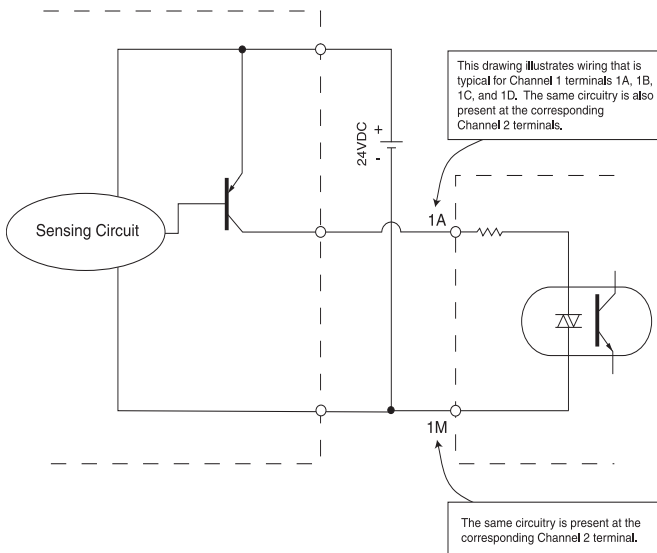 This drawing illustrates wiring that is
typical for Channel 1 terminals 1A, 1B,
1C, and 1D. The same circuitry is also
present at the corresponding
Channel 2 terminals.
24VDC
+
-
1A
Sensing Circuit
1M
The same circuitry is present at the
corresponding Channel 2 terminal.